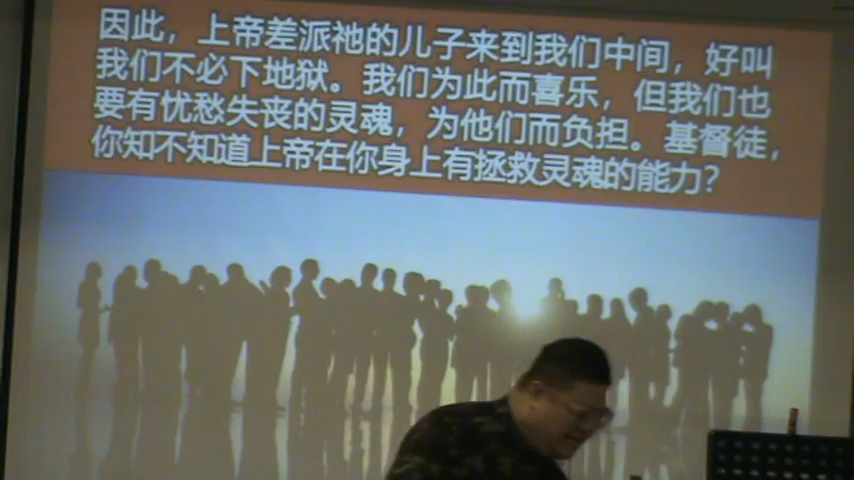 因此，上帝差派祂的儿子来到我们中间，好叫
我们不必下地狱。我们为此而喜乐，但我们也
要有忧愁失丧的灵魂，为他们而负担。基督徒，
你知不知道上帝在你身上有拯救灵魂的能力？